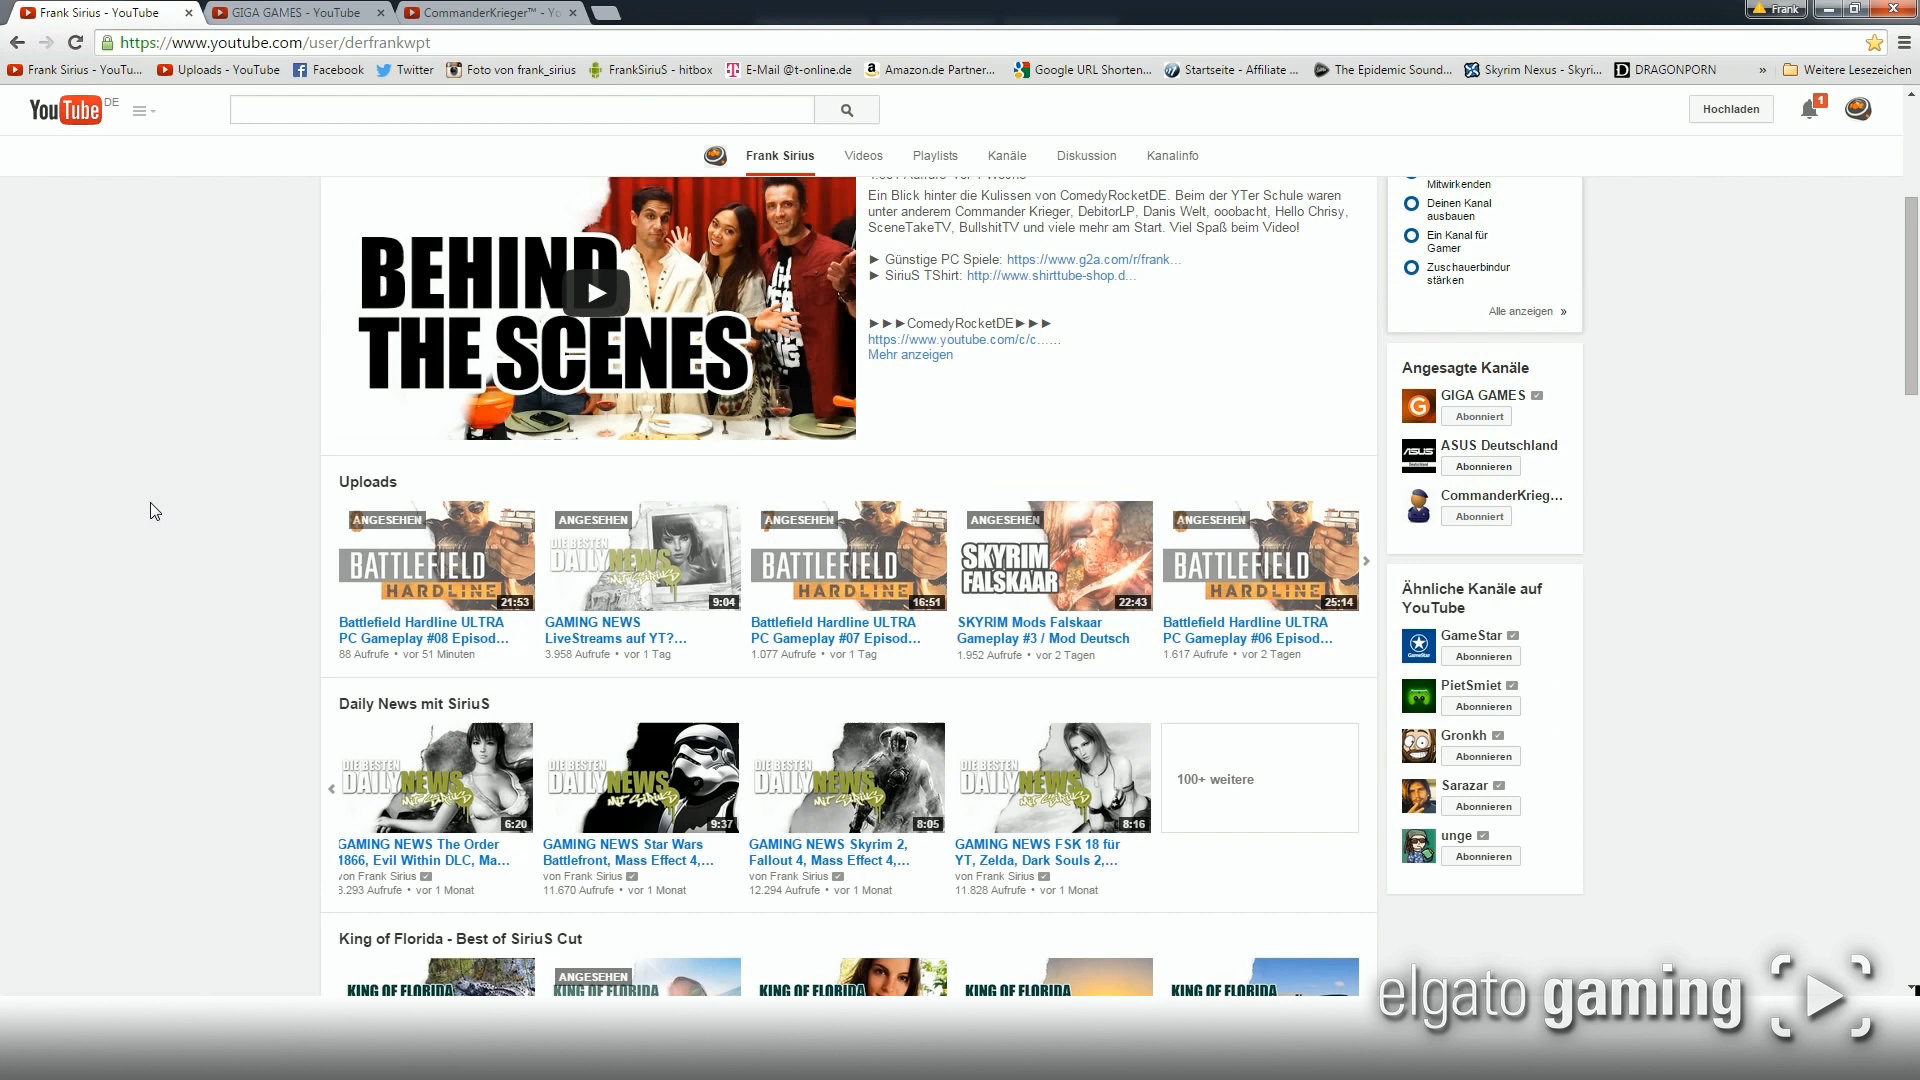 Frank Sirius - YouTube
GIGA GAMES - YouTube
CommanderKrieger™ - Yo
Frank
https://www.youtube.com/user/derfrankwpt
Frank Sirius - YouTu...
Uploads - YouTube
Facebook
Twitter
Foto von frank_sirius
FrankSiriuS - hitbox
E-Mail @t-online.de
Amazon.de Partner...
Google URL Shorten...
Startseite - Affiliate ...
The Epidemic Sound...
Skyrim Nexus - Skyri...
DRAGONPORN
»
Weitere Lesezeichen
YouTube DE
Hochladen
1
Frank Sirius
Videos
Playlists
Kanäle
Diskussion
Kanalinfo
BEHIND
THE SCENES
Ein Blick hinter die Kulissen von ComedyRocketDE. Beim der YTer Schule waren
unter anderem Commander Krieger, DebitorLP, Danis Welt, ooobacht, Hello Chrisy,
SceneTakeTV, BullshitTV und viele mehr am Start. Viel Spaß beim Video!
► Günstige PC Spiele: https://www.g2a.com/r/frank...
► SiriuS TShirt: http://www.shirttube-shop.d...
►►►ComedyRocketDE►►►
https://www.youtube.com/c/c......
Mehr anzeigen
Mitwirkenden
Deinen Kanal
ausbauen
Ein Kanal für
Gamer
Zuschauerbindur
stärken
Alle anzeigen »
Angesagte Kanäle
GIGA GAMES
Abonniert
ASUS Deutschland
Abonnieren
CommanderKrieg...
Abonniert
Ähnliche Kanäle auf
YouTube
GameStar
Abonnieren
PietSmiet
Abonnieren
Gronkh
Abonnieren
Sarazar
Abonnieren
unge
Abonnieren
Uploads
ANGESEHEN
BATTLEFIELD
HARDLINE
21:53
Battlefield Hardline ULTRA
PC Gameplay #08 Episod...
88 Aufrufe • vor 51 Minuten
ANGESEHEN
DIE BESTEN
DAILY NEWS
MIT SIRIUS
9:04
GAMING NEWS
LiveStreams auf YT?...
3.958 Aufrufe • vor 1 Tag
ANGESEHEN
BATTLEFIELD
HARDLINE
16:51
Battlefield Hardline ULTRA
PC Gameplay #07 Episod...
1.077 Aufrufe • vor 1 Tag
ANGESEHEN
SKYRIM
FALSKAAR
22:43
SKYRIM Mods Falskaar
Gameplay #3 / Mod Deutsch
1.952 Aufrufe • vor 2 Tagen
ANGESEHEN
BATTLEFIELD
HARDLINE
25:14
Battlefield Hardline ULTRA
PC Gameplay #06 Episod...
1.617 Aufrufe • vor 2 Tagen
Daily News mit SiriuS
DIE BESTEN
DAILY NEWS
MIT SIRIUS
6:20
GAMING NEWS The Order
1866, Evil Within DLC, Ma...
von Frank Sirius
8.293 Aufrufe • vor 1 Monat
DIE BESTEN
DAILY NEWS
MIT SIRIUS
9:37
GAMING NEWS Star Wars
Battlefront, Mass Effect 4,...
von Frank Sirius
11.670 Aufrufe • vor 1 Monat
DIE BESTEN
DAILY NEWS
MIT SIRIUS
8:05
GAMING NEWS Skyrim 2,
Fallout 4, Mass Effect 4,...
von Frank Sirius
12.294 Aufrufe • vor 1 Monat
DIE BESTEN
DAILY NEWS
MIT SIRIUS
8:16
GAMING NEWS FSK 18 für
YT, Zelda, Dark Souls 2,...
von Frank Sirius
11.828 Aufrufe • vor 1 Monat
100+ weitere
King of Florida - Best of SiriuS Cut
KING OF FLORIDA
ANGESEHEN
KING OF FLORIDA
KING OF FLORIDA
KING OF FLORIDA
KING OF FLORIDA
elgato gaming